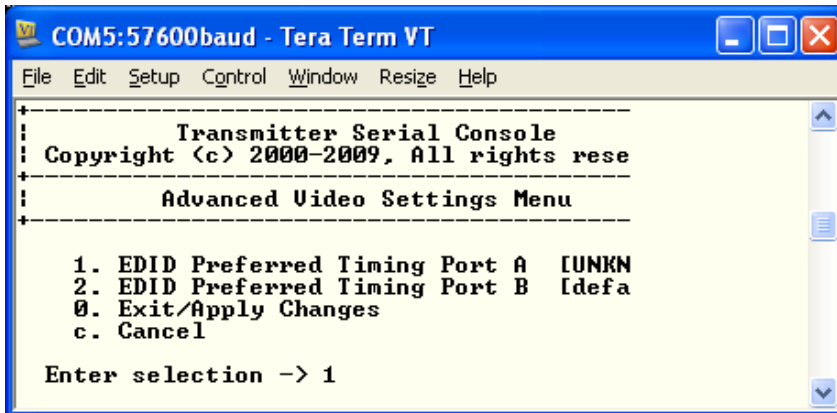 COM5:57600baud - Tera Term VT
File Edit Setup Control Window Resize Help
+-----------------------------------------
¦ Transmitter Serial Console
¦ Copyright (c) 2000-2009, All rights rese
+-----------------------------------------
¦ Advanced Video Settings Menu
+-----------------------------------------
1. EDID Preferred Timing Port A [UNKN
2. EDID Preferred Timing Port B [defa
0. Exit/Apply Changes
c. Cancel
Enter selection -> 1